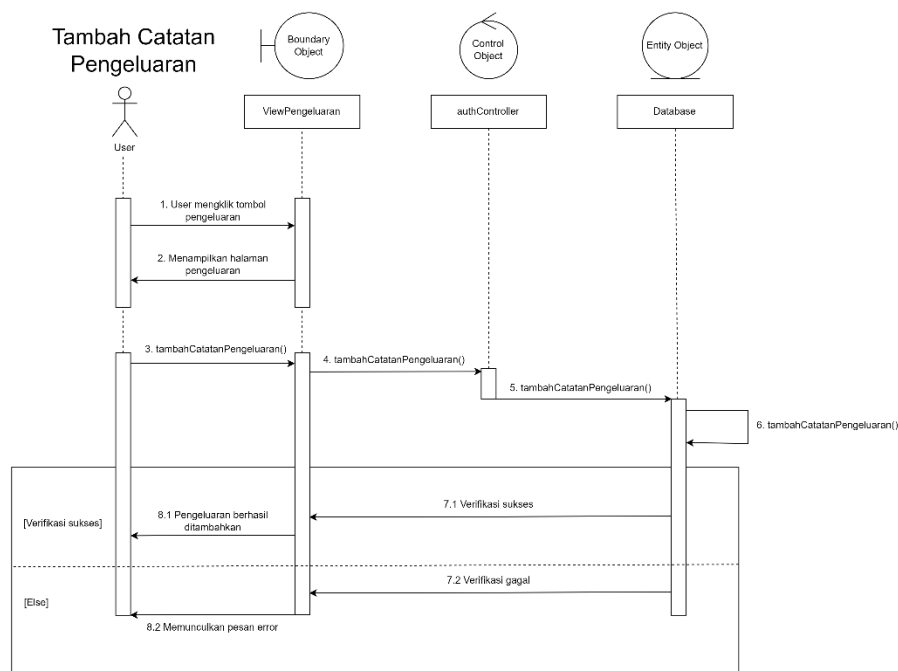 Tambah Catatan
Pengeluaran
Boundary
Object
Control
Object
Entity Object
ViewPengeluaran
authController
Database
User
1. User mengklik tombol
pengeluaran
2. Menampilkan halaman
pengeluaran
3. tambahCatatanPengeluaran()
4. tambahCatatanPengeluaran()
5. tambahCatatanPengeluaran()
6. tambahCatatanPengeluaran()
[Verifikasi sukses]
7.1 Verifikasi sukses
8.1 Pengeluaran berhasil
ditambahkan
7.2 Verifikasi gagal
[Else]
8.2 Memunculkan pesan error